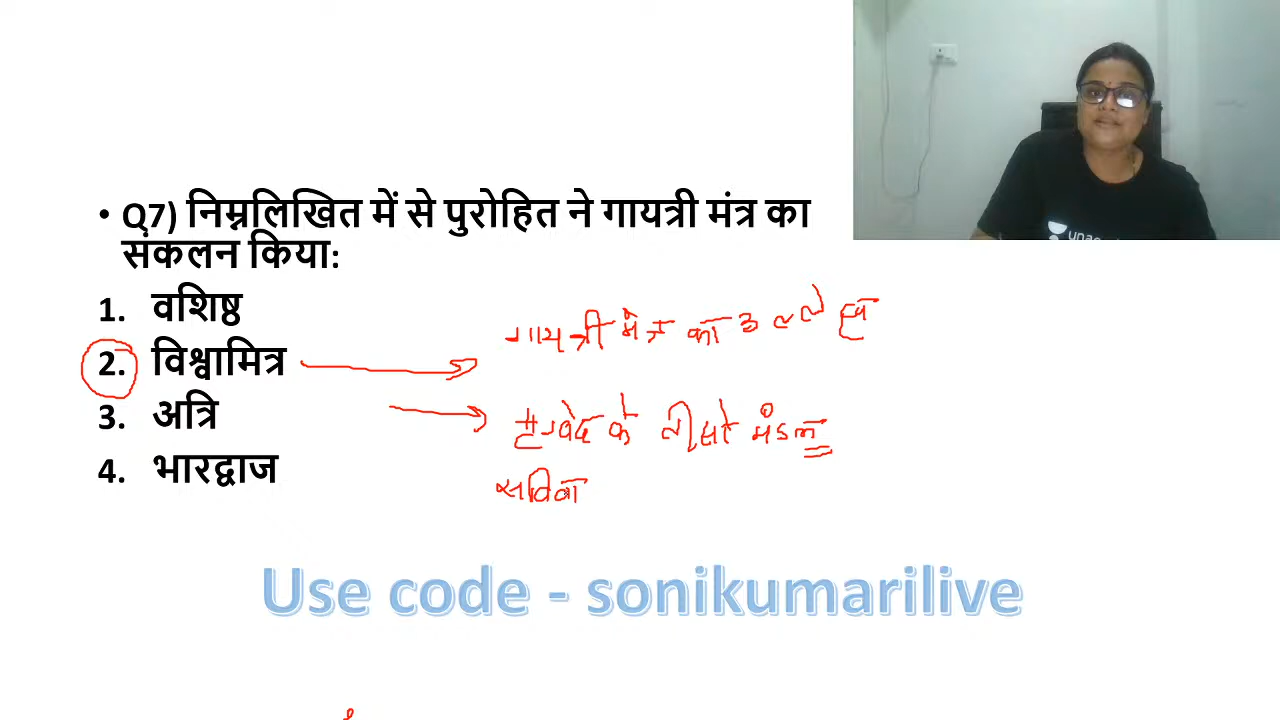 • Q7) निम्नलिखित में से पुरोहित ने गायत्री मंत्र का
संकलन किया:
1. वशिष्ठ
2. विश्वामित्र
3. अत्रि
4. भारद्वाज
गायत्री मंत्र का
ऋग्वेद के तीसरे मंडल
सविता
Use code - sonikumarilive